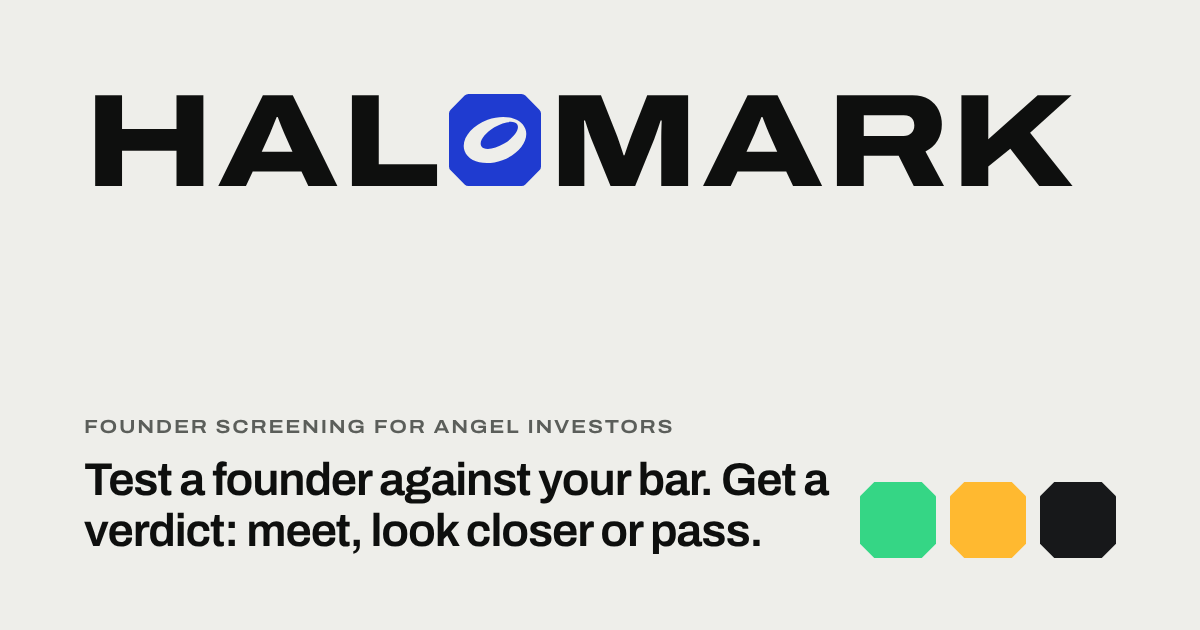 HALOMARK
FOUNDER SCREENING FOR ANGEL INVESTORS
Test a founder against your bar. Get a
verdict: meet, look closer or pass.